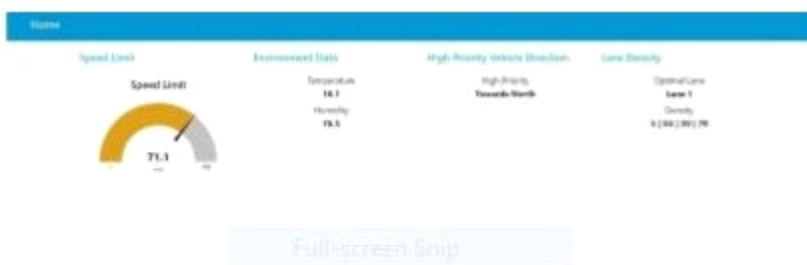 Home
Speed Limit
Speed Limit
71.1
Environment Data
Temperature
Humidity
High Priority Vehicle Direction
High Priority
Towards North
Lane Density
Optimal Lane
Lane 1
Density
Full-screen Snip